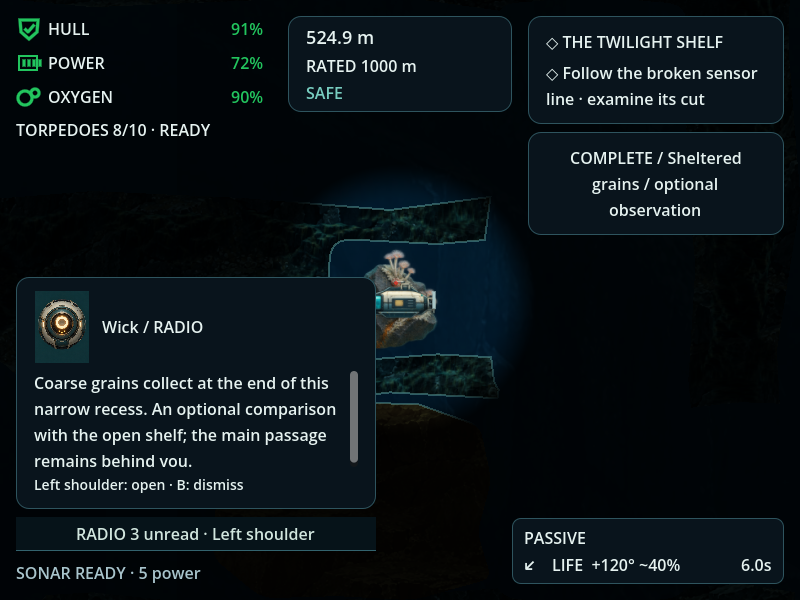 HULL 91%
POWER 72%
OXYGEN 90%
TORPEDOES 8/10 · READY
524.9 m
RATED 1000 m
SAFE
◇ THE TWILIGHT SHELF
◇ Follow the broken sensor
line · examine its cut
COMPLETE / Sheltered
grains / optional
observation
Wick / RADIO
Coarse grains collect at the end of this
narrow recess. An optional comparison
with the open shelf; the main passage
remains behind you.
Left shoulder: open · B: dismiss
RADIO 3 unread · Left shoulder
SONAR READY · 5 power
PASSIVE
↙ LIFE +120° ~40% 6.0s